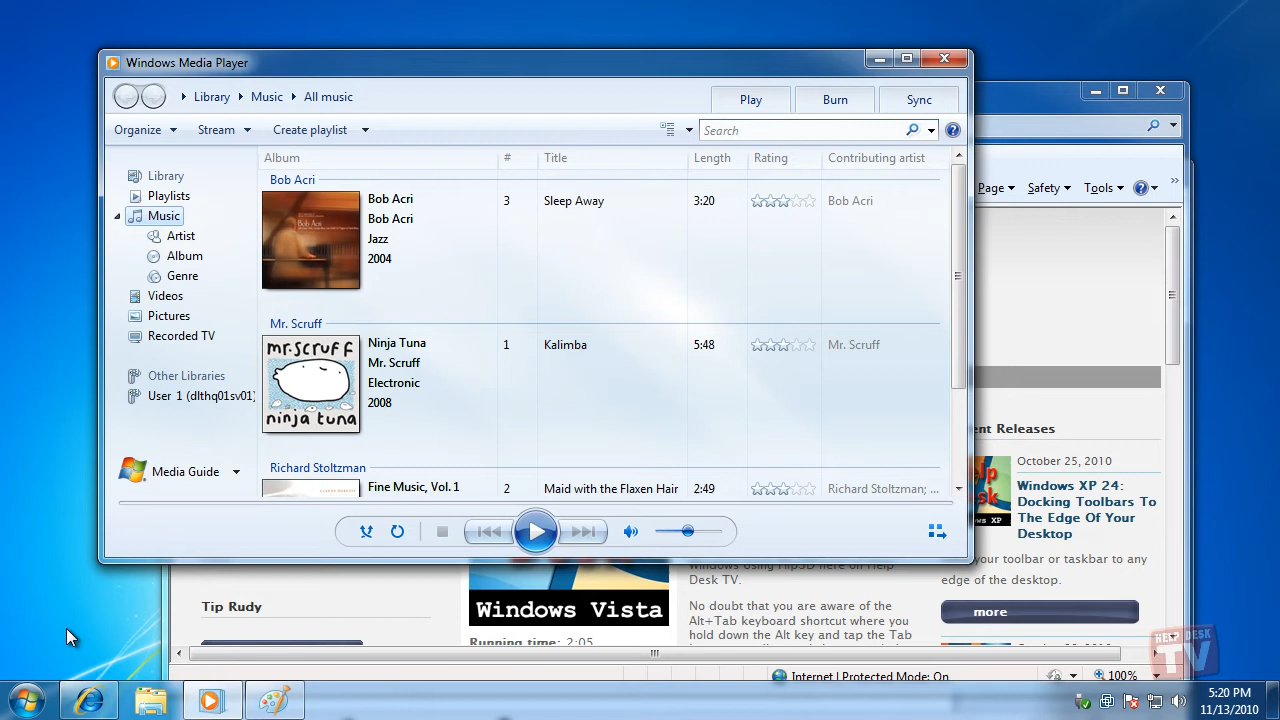 Windows Media Player
Library Music All music
Play Burn Sync
Organize Stream Create playlist
Search
Page Safety Tools
Album # Title Length Rating Contributing artist
Library
Playlists
Music
Artist
Album
Genre
Videos
Pictures
Recorded TV
Other Libraries
User 1 (dlthq01sv01)
Media Guide
Bob Acri
Bob Acri
Bob Acri
Bob Acri
Jazz
2004
3 Sleep Away 3:20 Bob Acri
Mr. Scruff
mr.scruff
ninja tuna
Ninja Tuna
Mr. Scruff
Electronic
2008
1 Kalimba 5:48 Mr. Scruff
Richard Stoltzman
Fine Music, Vol. 1 2 Maid with the Flaxen Hair 2:49 Richard Stoltzman; ...
Releases
October 25, 2010
Windows XP 24:
Docking Toolbars To
The Edge Of Your
Desktop
your toolbar or taskbar to any
edge of the desktop.
more
Tip Rudy
Windows Vista
Running time: 2:05
Windows using Flip3D here on Help
Desk TV.
No doubt that you are aware of the
Alt+Tab keyboard shortcut where you
hold down the Alt key and tap the Tab
Internet | Protected Mode: On
100%
HELP DESK
TV
5:20 PM
11/13/2010